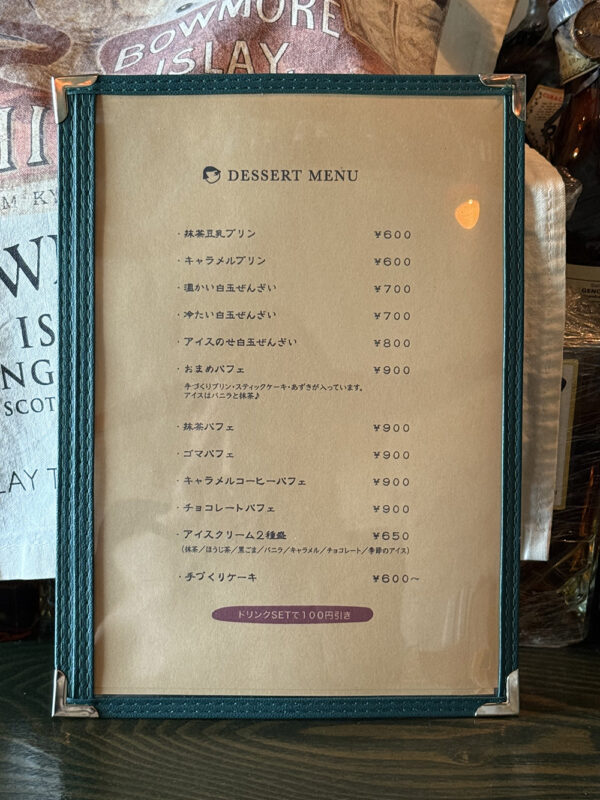 BOWMORE
ISLAY.
DESSERT MENU
・抹茶豆乳プリン ¥600
・キャラメルプリン ¥600
・温かい白玉ぜんざい ¥700
・冷たい白玉ぜんざい ¥700
・アイスのせ白玉ぜんざい ¥800
・おまめパフェ ¥900
手づくりプリン・スティックケーキ・あずきが入っています。
アイスはバニラと抹茶♪
・抹茶パフェ ¥900
・ゴマパフェ ¥900
・キャラメルコーヒーパフェ ¥900
・チョコレートパフェ ¥900
・アイスクリーム2種盛 ¥650
(抹茶/ほうじ茶/黒ごま/バニラ/キャラメル/チョコレート/季節のアイス)
・手づくりケーキ ¥600～
ドリンクSETで100円引き
IS
NG
SCOT
LAY T